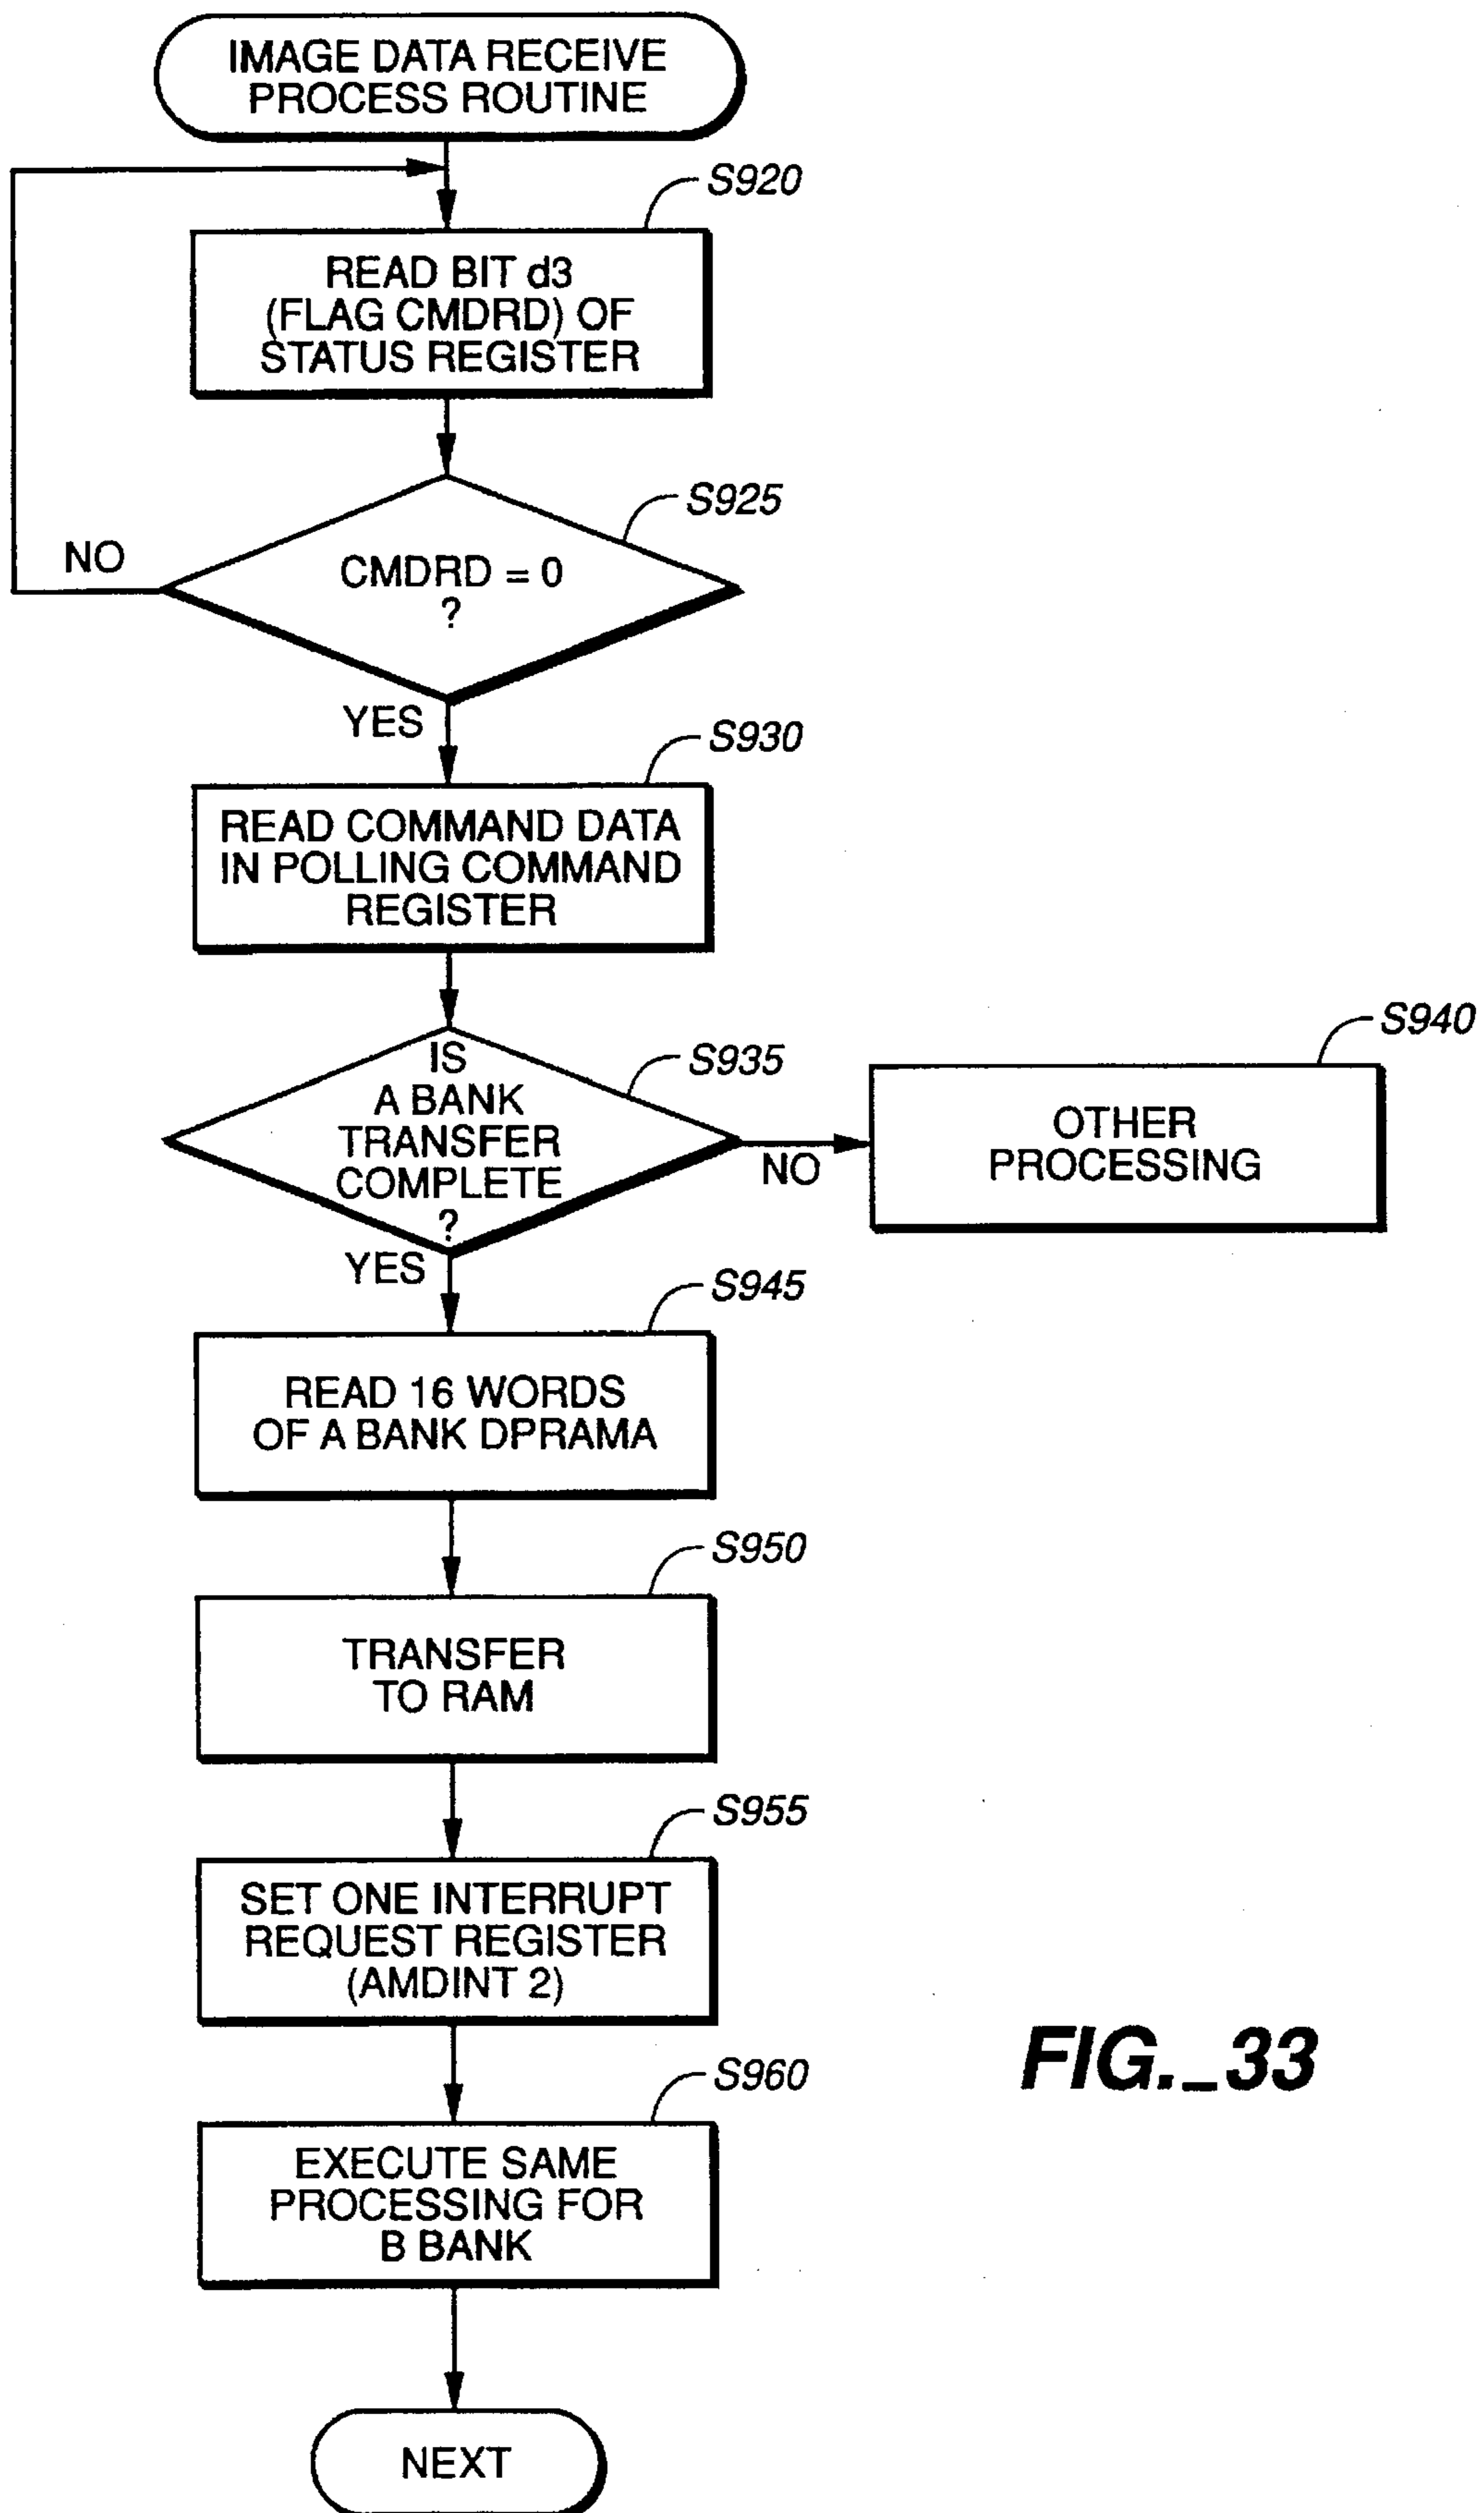 IMAGE DATA RECEIVE
PROCESS ROUTINE
S920
READ BIT d3
(FLAG CMDRD) OF
STATUS REGISTER
S925
NO
CMDRD = 0
?
YES
S930
READ COMMAND DATA
IN POLLING COMMAND
REGISTER
S935
IS
A BANK
TRANSFER
COMPLETE
?
NO
S940
OTHER
PROCESSING
YES
S945
READ 16 WORDS
OF A BANK DPRAMA
S950
TRANSFER
TO RAM
S955
SET ONE INTERRUPT
REQUEST REGISTER
(AMDINT 2)
S960
EXECUTE SAME
PROCESSING FOR
B BANK
NEXT
FIG._33